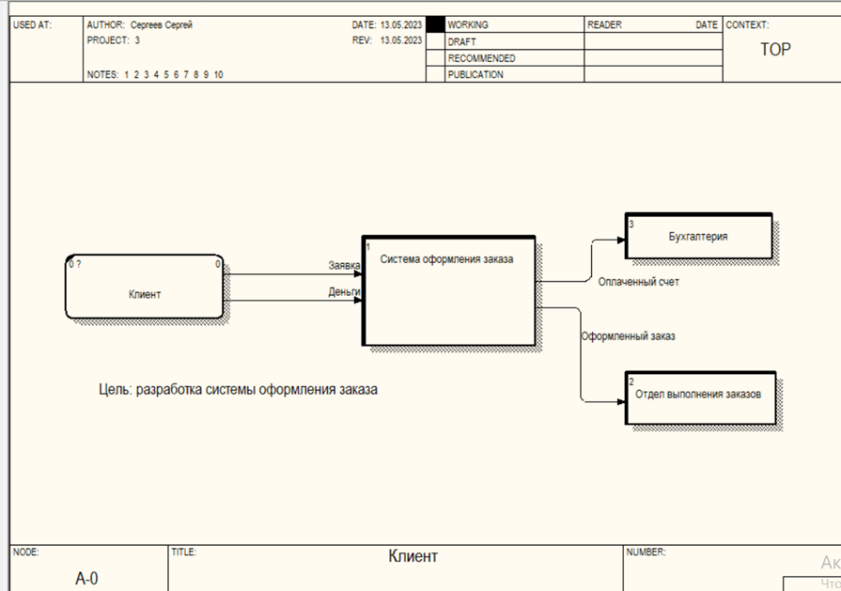 USED AT:
AUTHOR: Сергеев Сергей
DATE: 13.05.2023
PROJECT: 3
REV: 13.05.2023
NOTES: 1 2 3 4 5 6 7 8 9 10
WORKING
DRAFT
RECOMMENDED
PUBLICATION
READER
DATE
CONTEXT:
TOP
0 ?
0
Клиент
Заявка
Деньги
1
Система оформления заказа
3
Бухгалтерия
Оплаченный счет
Оформленный заказ
2
Отдел выполнения заказов
Цель: разработка системы оформления заказа
NODE:
A-0
TITLE:
Клиент
NUMBER: